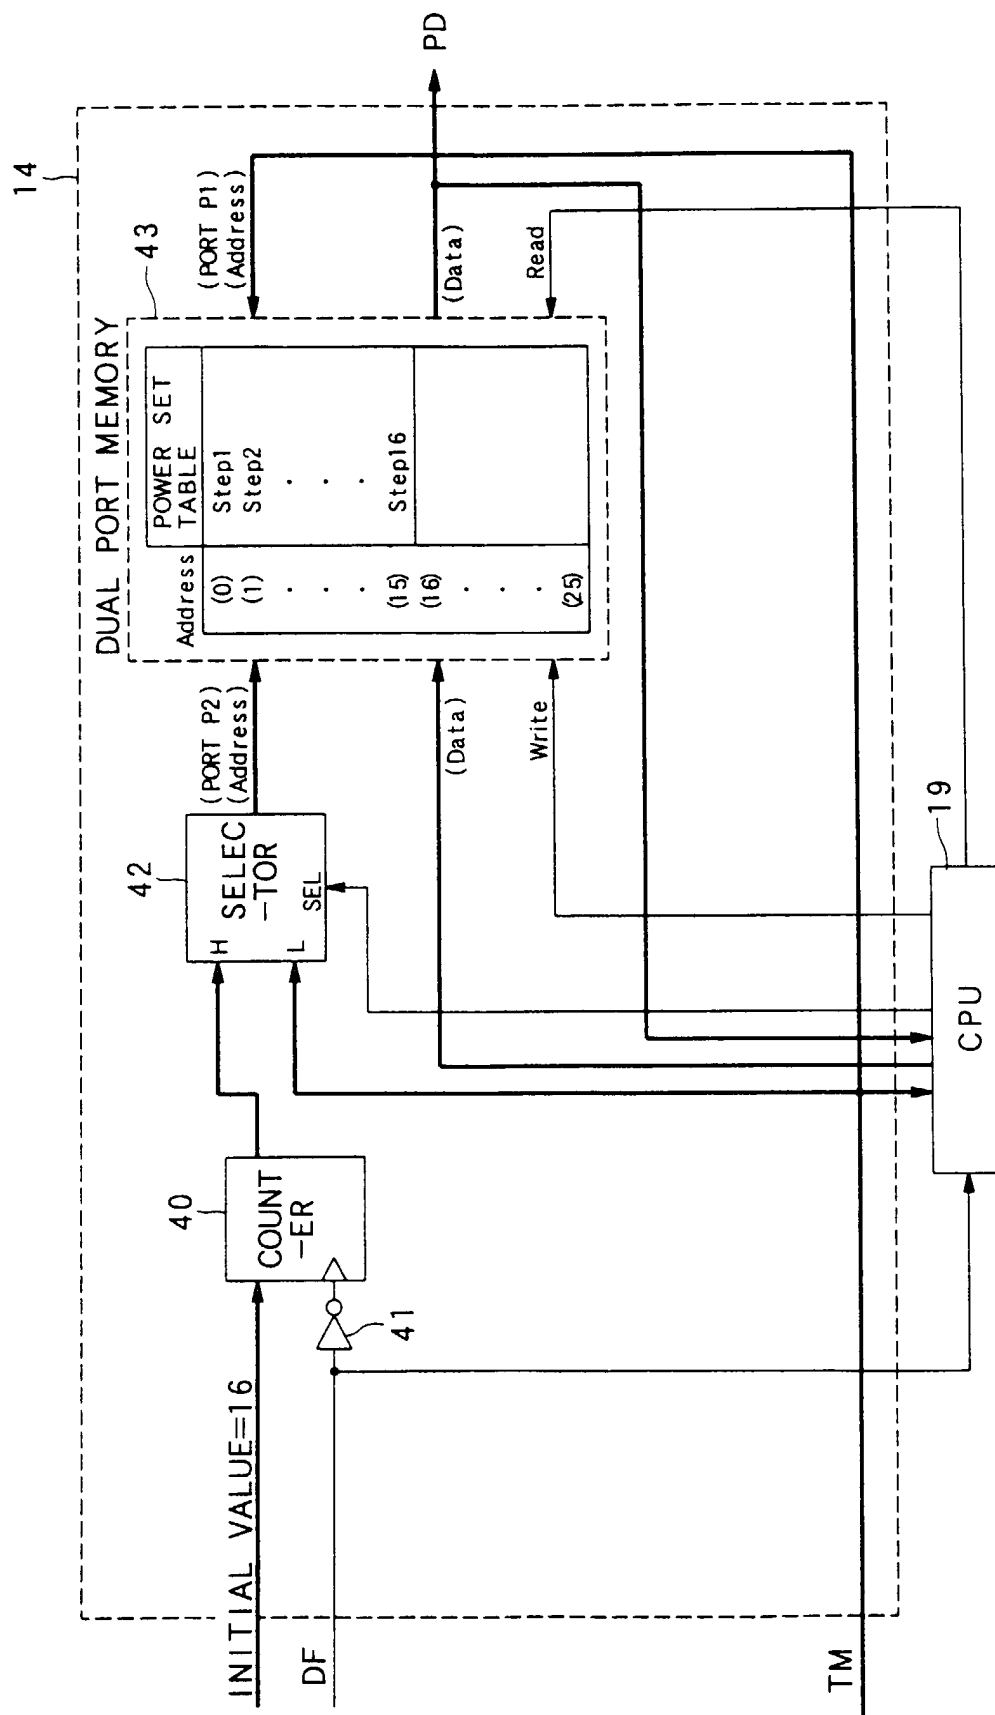 14
DUAL PORT MEMORY
43
Address
POWER SET
TABLE
(0)
Step1
(1)
Step2
(15)
Step16
(16)
(25)
(PORT P1)
(Address)
(Data)
PD
Read
(PORT P2)
(Address)
(Data)
Write
42
SELEC
-TOR
H
L
SEL
40
COUNT
-ER
41
INITIAL VALUE=16
DF
TM
19
CPU